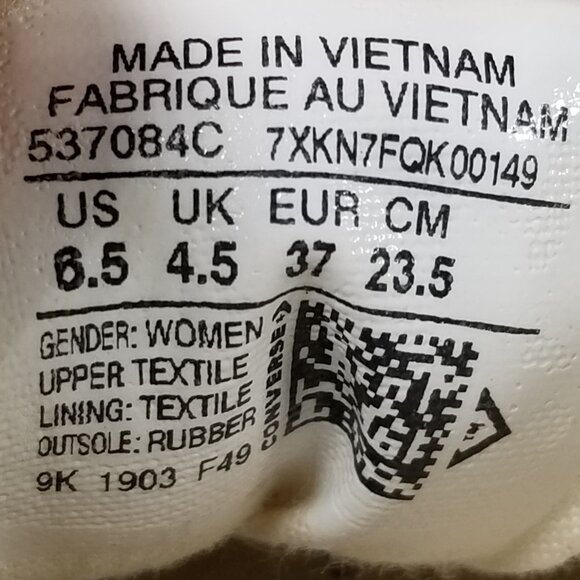 MADE IN VIETNAM
FABRIQUE AU VIETNAM
537084C 7XKN7FQK00149
US UK EUR CM
6.5 4.5 37 23.5
GENDER: WOMEN
UPPER TEXTILE
LINING: TEXTILE
OUTSOLE: RUBBER
9K 1903 F49
CONVERSE
TM